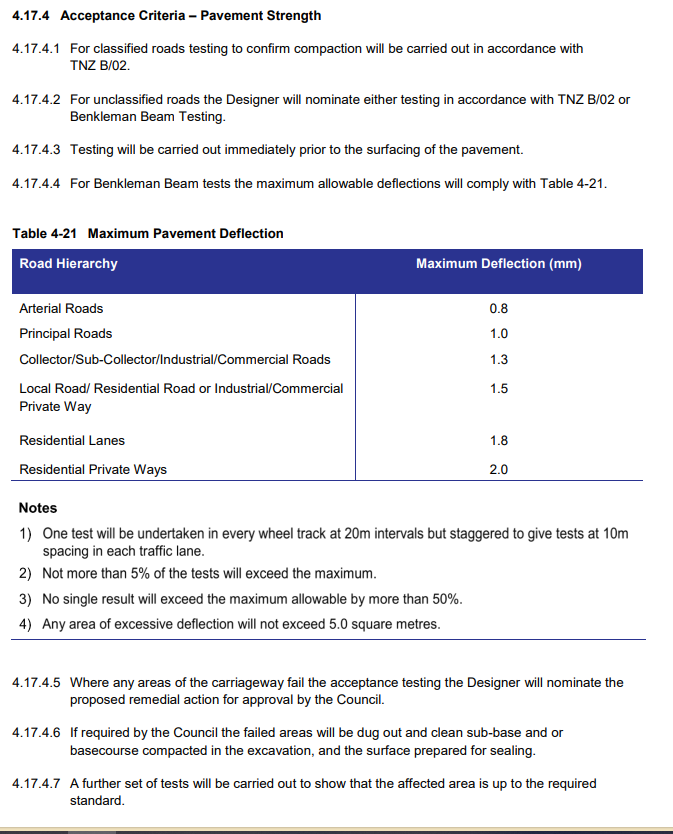 4.17.4 Acceptance Criteria – Pavement Strength
4.17.4.1 For classified roads testing to confirm compaction will be carried out in accordance with
TNZ B/02.
4.17.4.2 For unclassified roads the Designer will nominate either testing in accordance with TNZ B/02 or
Benkleman Beam Testing.
4.17.4.3 Testing will be carried out immediately prior to the surfacing of the pavement.
4.17.4.4 For Benkleman Beam tests the maximum allowable deflections will comply with Table 4-21.
Table 4-21 Maximum Pavement Deflection
Road Hierarchy Maximum Deflection (mm)
Arterial Roads 0.8
Principal Roads 1.0
Collector/Sub-Collector/Industrial/Commercial Roads 1.3
Local Road/ Residential Road or Industrial/Commercial 1.5
Private Way
Residential Lanes 1.8
Residential Private Ways 2.0
Notes
1) One test will be undertaken in every wheel track at 20m intervals but staggered to give tests at 10m
spacing in each traffic lane.
2) Not more than 5% of the tests will exceed the maximum.
3) No single result will exceed the maximum allowable by more than 50%.
4) Any area of excessive deflection will not exceed 5.0 square metres.
4.17.4.5 Where any areas of the carriageway fail the acceptance testing the Designer will nominate the
proposed remedial action for approval by the Council.
4.17.4.6 If required by the Council the failed areas will be dug out and clean sub-base and or
basecourse compacted in the excavation, and the surface prepared for sealing.
4.17.4.7 A further set of tests will be carried out to show that the affected area is up to the required
standard.